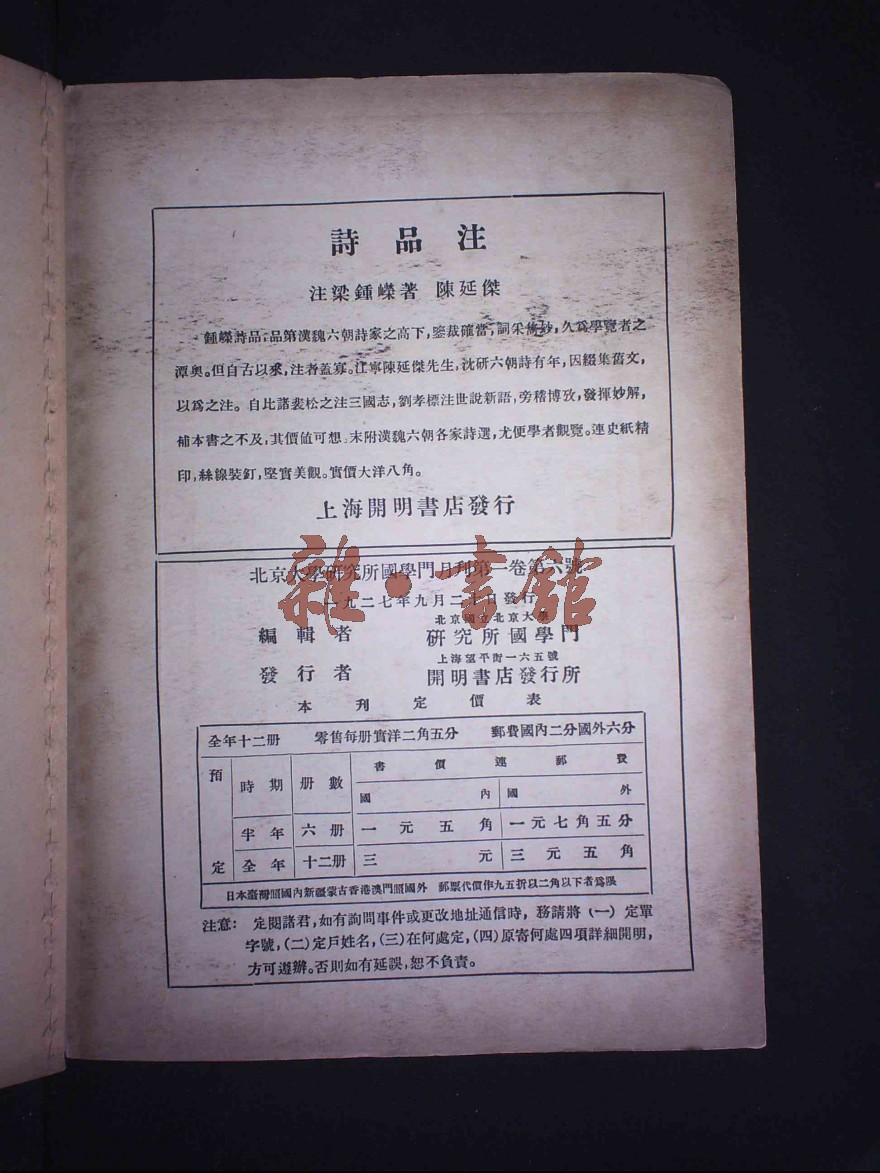 詩品注
注梁鍾嶸著 陳延傑
鍾嶸詩品,品第漢魏六朝詩家之高下,鑒裁確當,詞采 ,久爲學覽者之
潭奧。但自古以來,注者蓋寡。江寧陳延傑先生,沈研六朝詩有年,因綴集舊文,
以爲之注。自比諸裴松之注三國志,劉孝標注世說新語,旁稽博攷,發揮妙解,
補本書之不及,其價値可想。末附漢魏六朝各家詩選,尤便學者觀覽。連史紙精
印,絲線裝釘,堅實美觀。實價大洋八角。
上海開明書店發行
北京大學硏究所國學門月刊第一卷第六號
一九二七年九月二十日發行
北京國立北京大學
編輯者 硏究所國學門
上海望平街一六五號
發行者 開明書店發行所
本刊定價表
全年十二册 零售每册實洋二角五分 郵費國內二分國外六分
預定 時期 册數 書價連郵費
國內 國外
半年 六册 一元五角 一元七角五分
全年 十二册 三元 三元五角
日本臺灣照國內新疆蒙古香港澳門照國外 郵票代價作九五折以二角以下者爲限
注意: 定閱諸君,如有詢問事件或更改地址通信時,務請將(一)定單
字號,(二)定戶姓名,(三)在何處定,(四)原寄何處四項詳細開明,
方可遵辦。否則如有延誤,恕不負責。
雜·書館